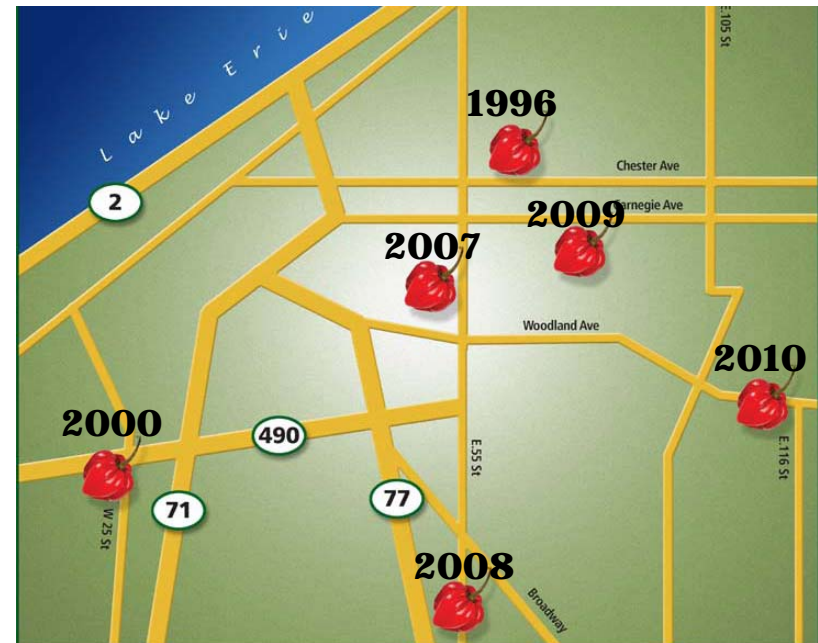 Lake Erie
E.105 St
1996
Chester Ave
2
Carnegie Ave
2009
2007
Woodland Ave
2010
2000
490
E.55 St
E.116 St
71
77
W 25 St
2008
Broadway